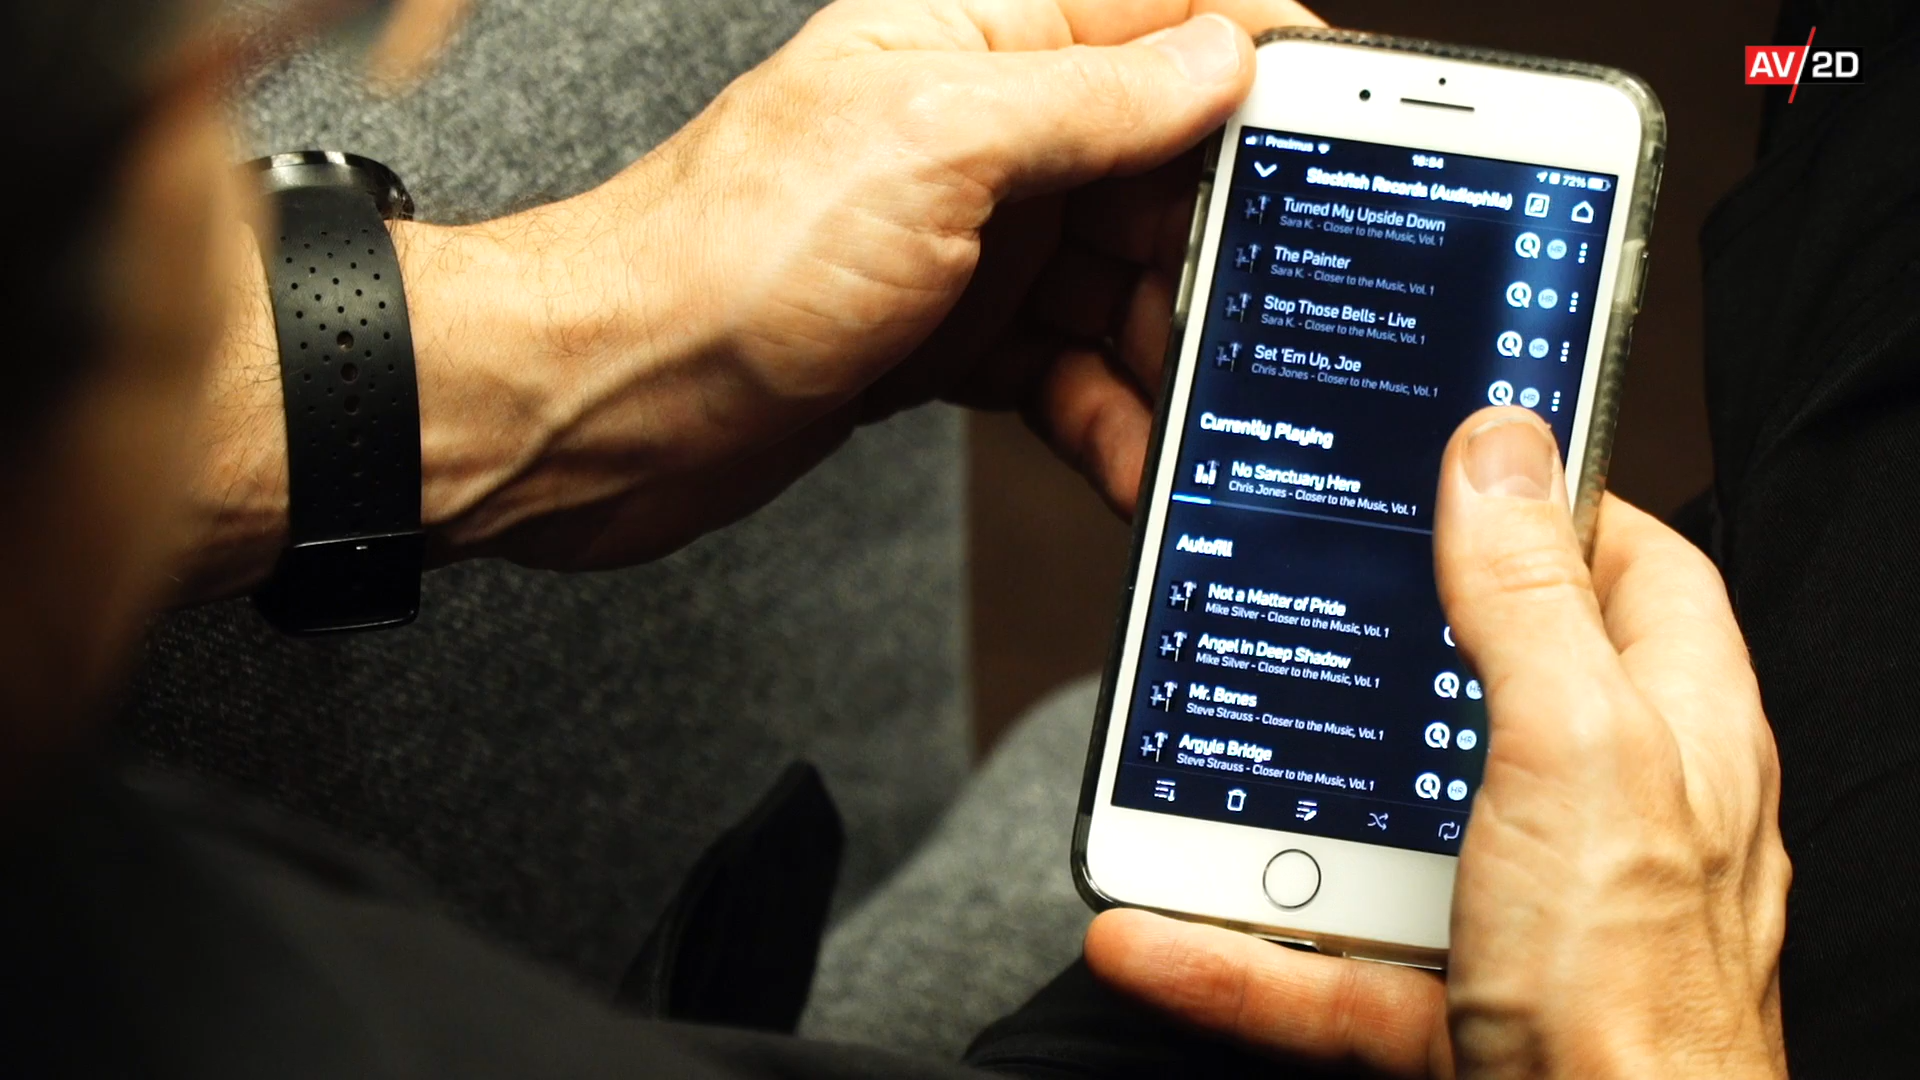 AV/2D
Proximus
72%
Stockfish Records (Audiophile)
Turned My Upside Down
Sara K. - Closer to the Music, Vol. 1
The Painter
Sara K. - Closer to the Music, Vol. 1
Stop Those Bells - Live
Sara K. - Closer to the Music, Vol. 1
Set 'Em Up, Joe
Chris Jones - Closer to the Music, Vol. 1
Currently Playing
No Sanctuary Here
Chris Jones - Closer to the Music, Vol. 1
Autofill
Not a Matter of Pride
Mike Silver - Closer to the Music, Vol. 1
Angel in Deep Shadow
Mike Silver - Closer to the Music, Vol. 1
Mr. Bones
Steve Strauss - Closer to the Music, Vol. 1
Argyle Bridge
Steve Strauss - Closer to the Music, Vol. 1